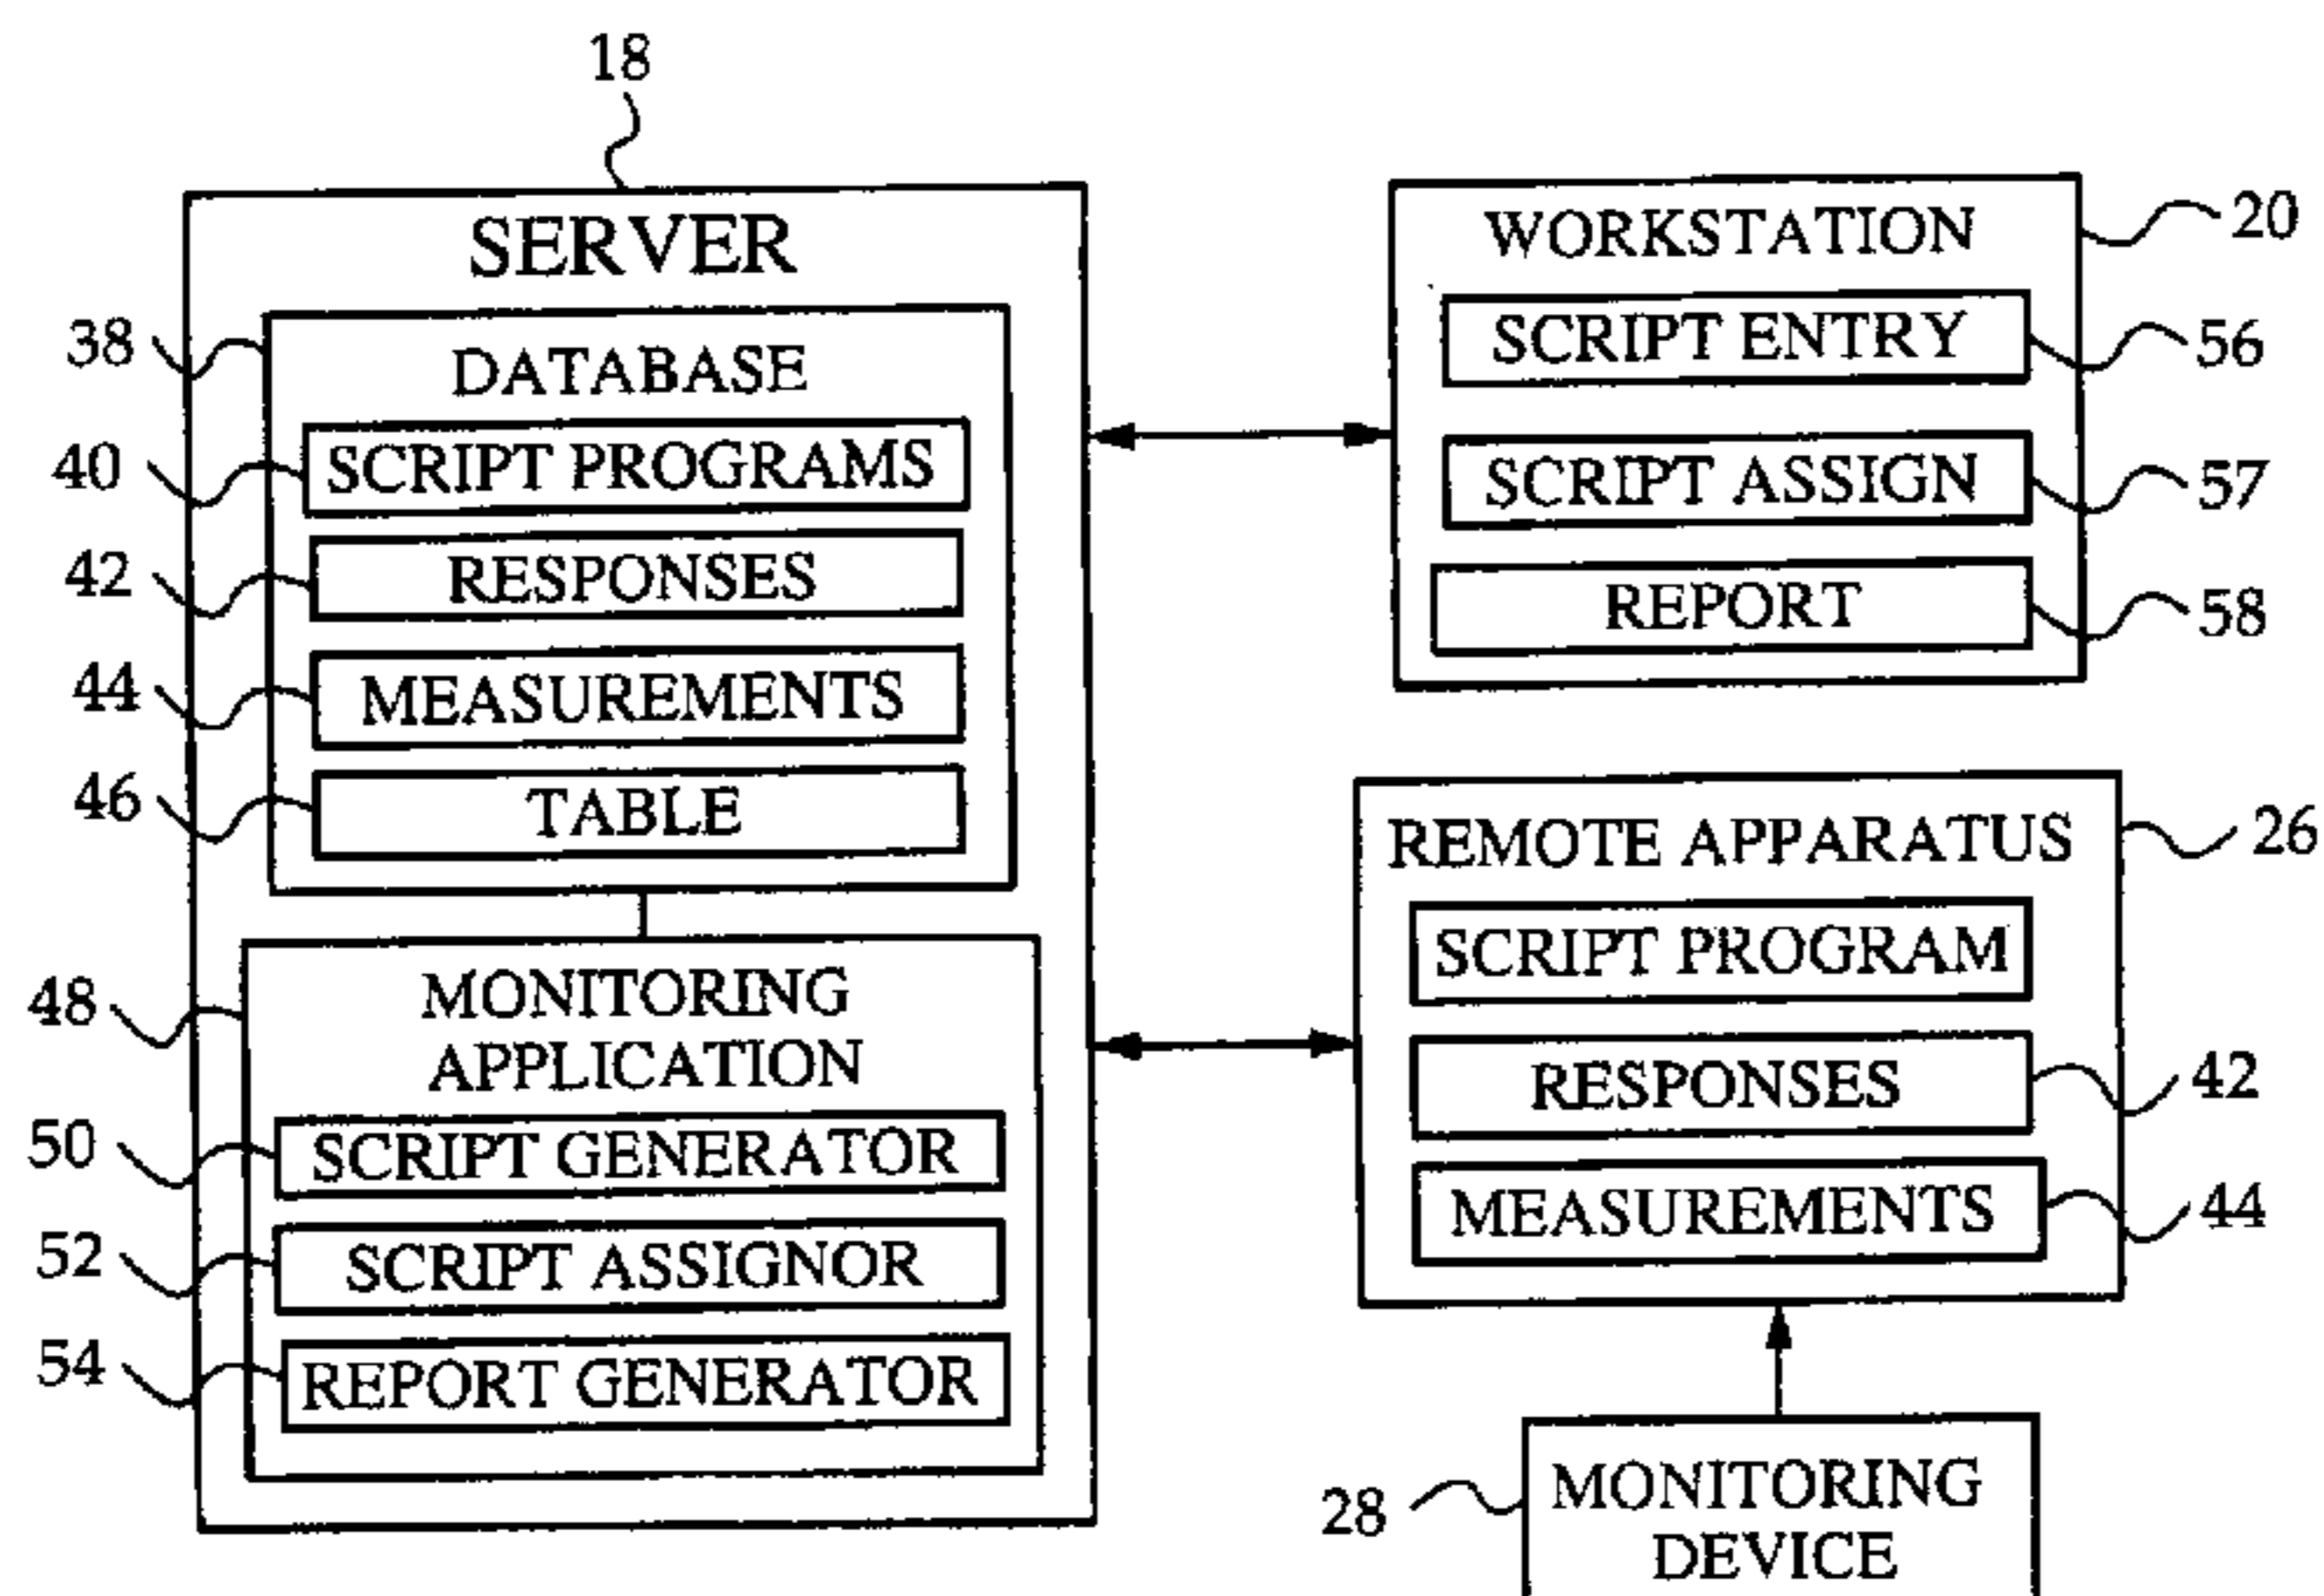 18
SERVER
38
DATABASE
40
SCRIPT PROGRAMS
42
RESPONSES
44
MEASUREMENTS
46
TABLE
48
MONITORING
APPLICATION
50
SCRIPT GENERATOR
52
SCRIPT ASSIGNOR
54
REPORT GENERATOR
WORKSTATION
20
SCRIPT ENTRY
56
SCRIPT ASSIGN
57
REPORT
58
REMOTE APPARATUS
26
SCRIPT PROGRAM
RESPONSES
42
MEASUREMENTS
44
28
MONITORING
DEVICE